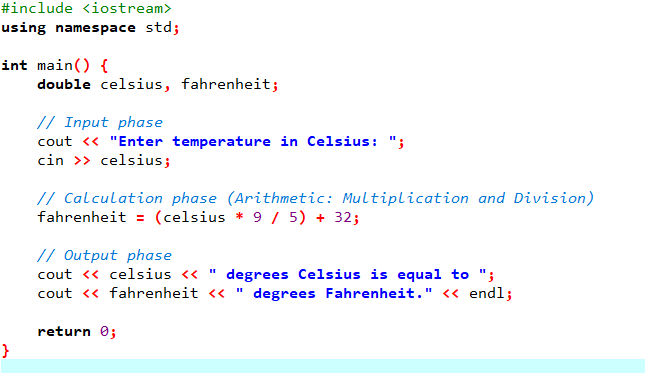 #include <iostream>
using namespace std;

int main() {
    double celsius, fahrenheit;

    // Input phase
    cout << "Enter temperature in Celsius: ";
    cin >> celsius;

    // Calculation phase (Arithmetic: Multiplication and Division)
    fahrenheit = (celsius * 9 / 5) + 32;

    // Output phase
    cout << celsius << " degrees Celsius is equal to ";
    cout << fahrenheit << " degrees Fahrenheit." << endl;

    return 0;
}